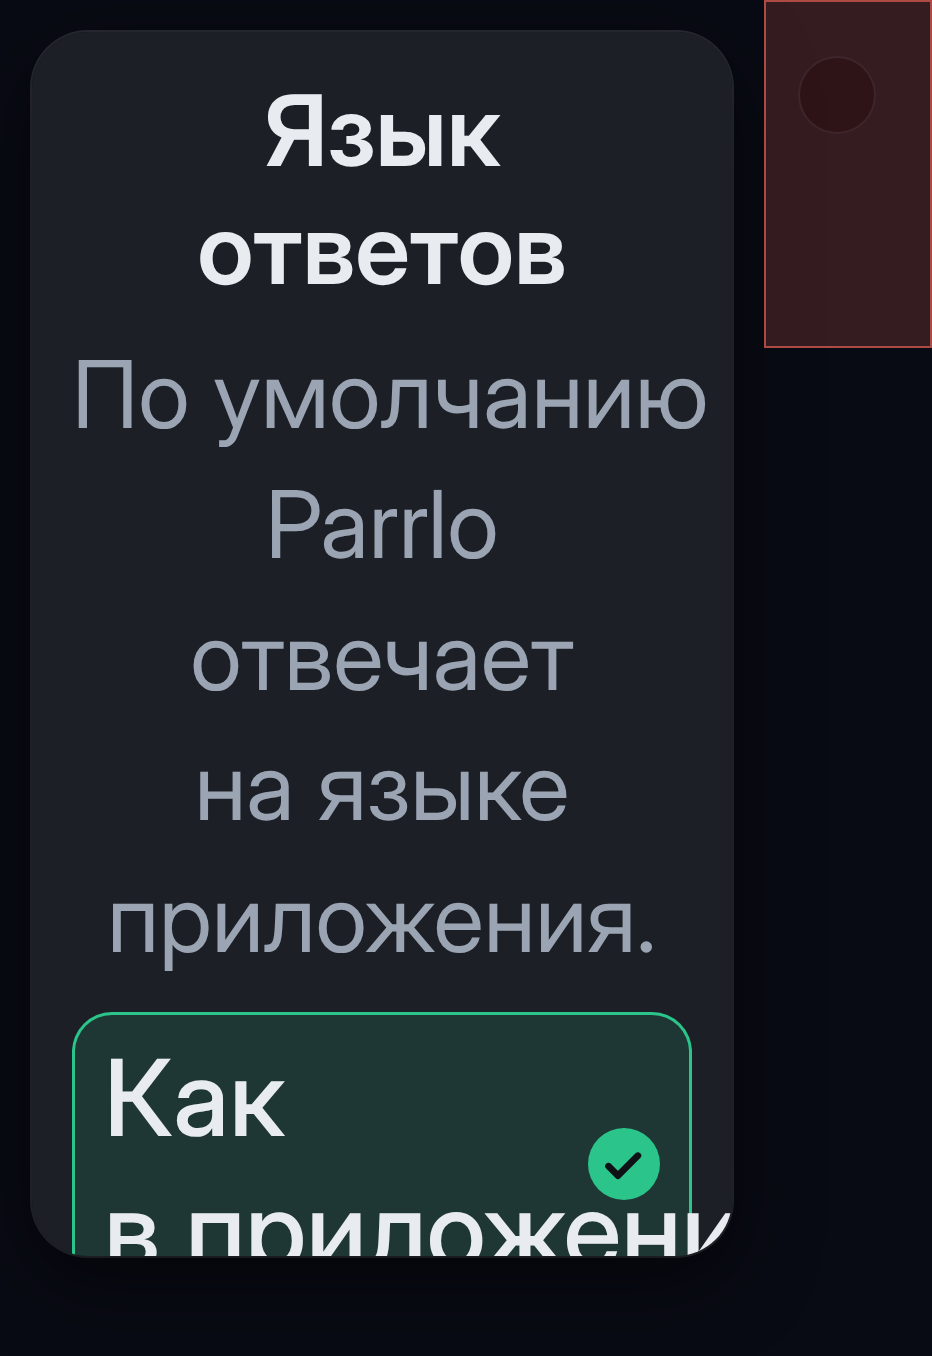 Язык
ответов
По умолчанию
Parrlo
отвечает
на языке
приложения.
Как